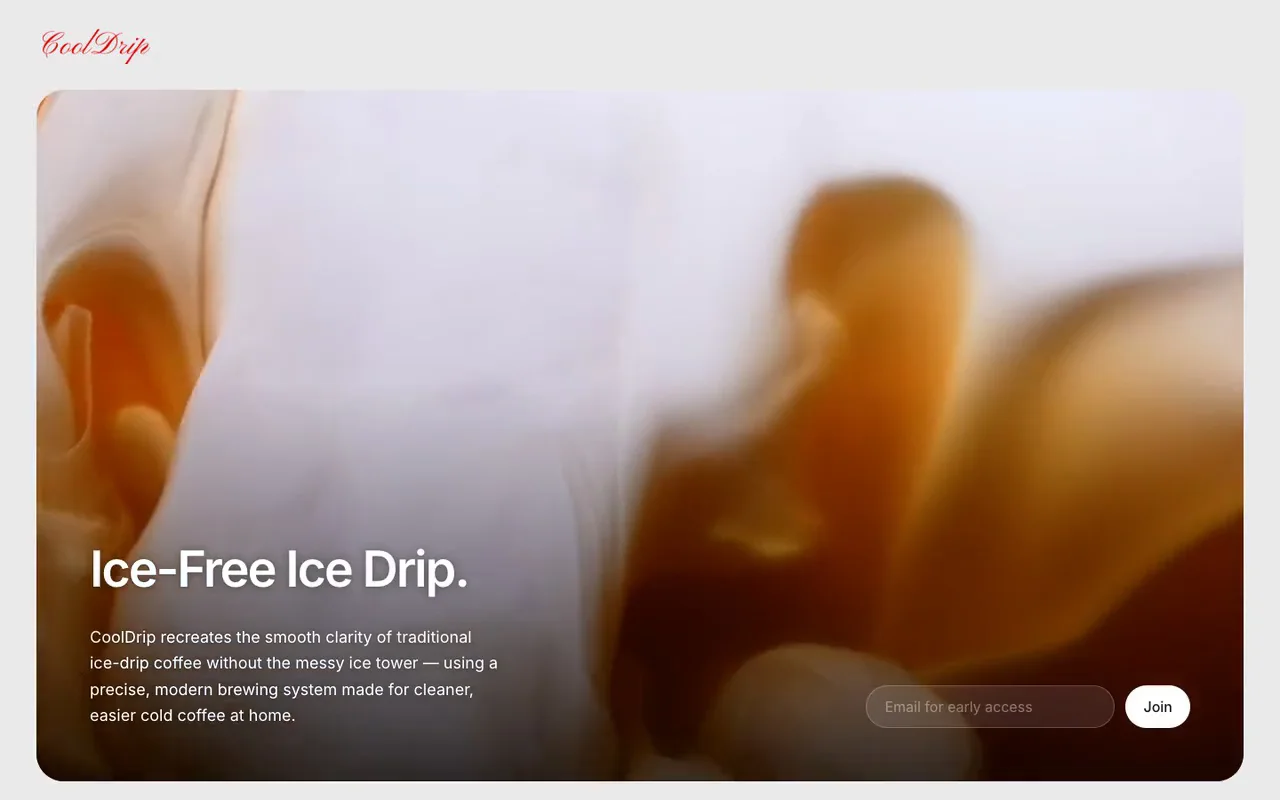 CoolDrip
Ice-Free Ice Drip.
CoolDrip recreates the smooth clarity of traditional
ice-drip coffee without the messy ice tower — using a
precise, modern brewing system made for cleaner,
easier cold coffee at home.
Email for early access
Join